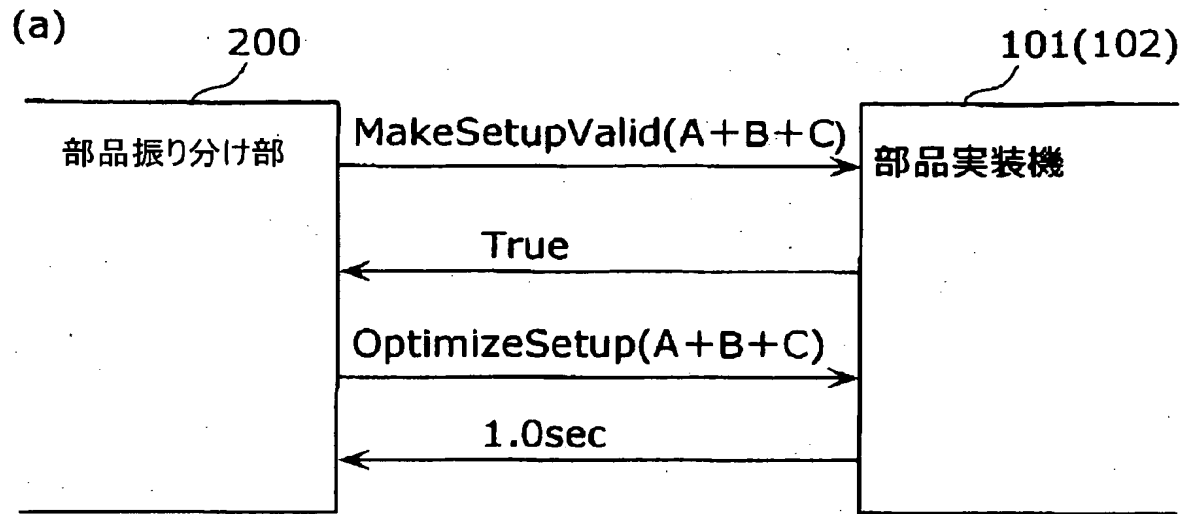 (a)
200
101(102)
部品振り分け部
MakeSetupValid(A+B+C)
部品実装機
True
OptimizeSetup(A+B+C)
1.0sec